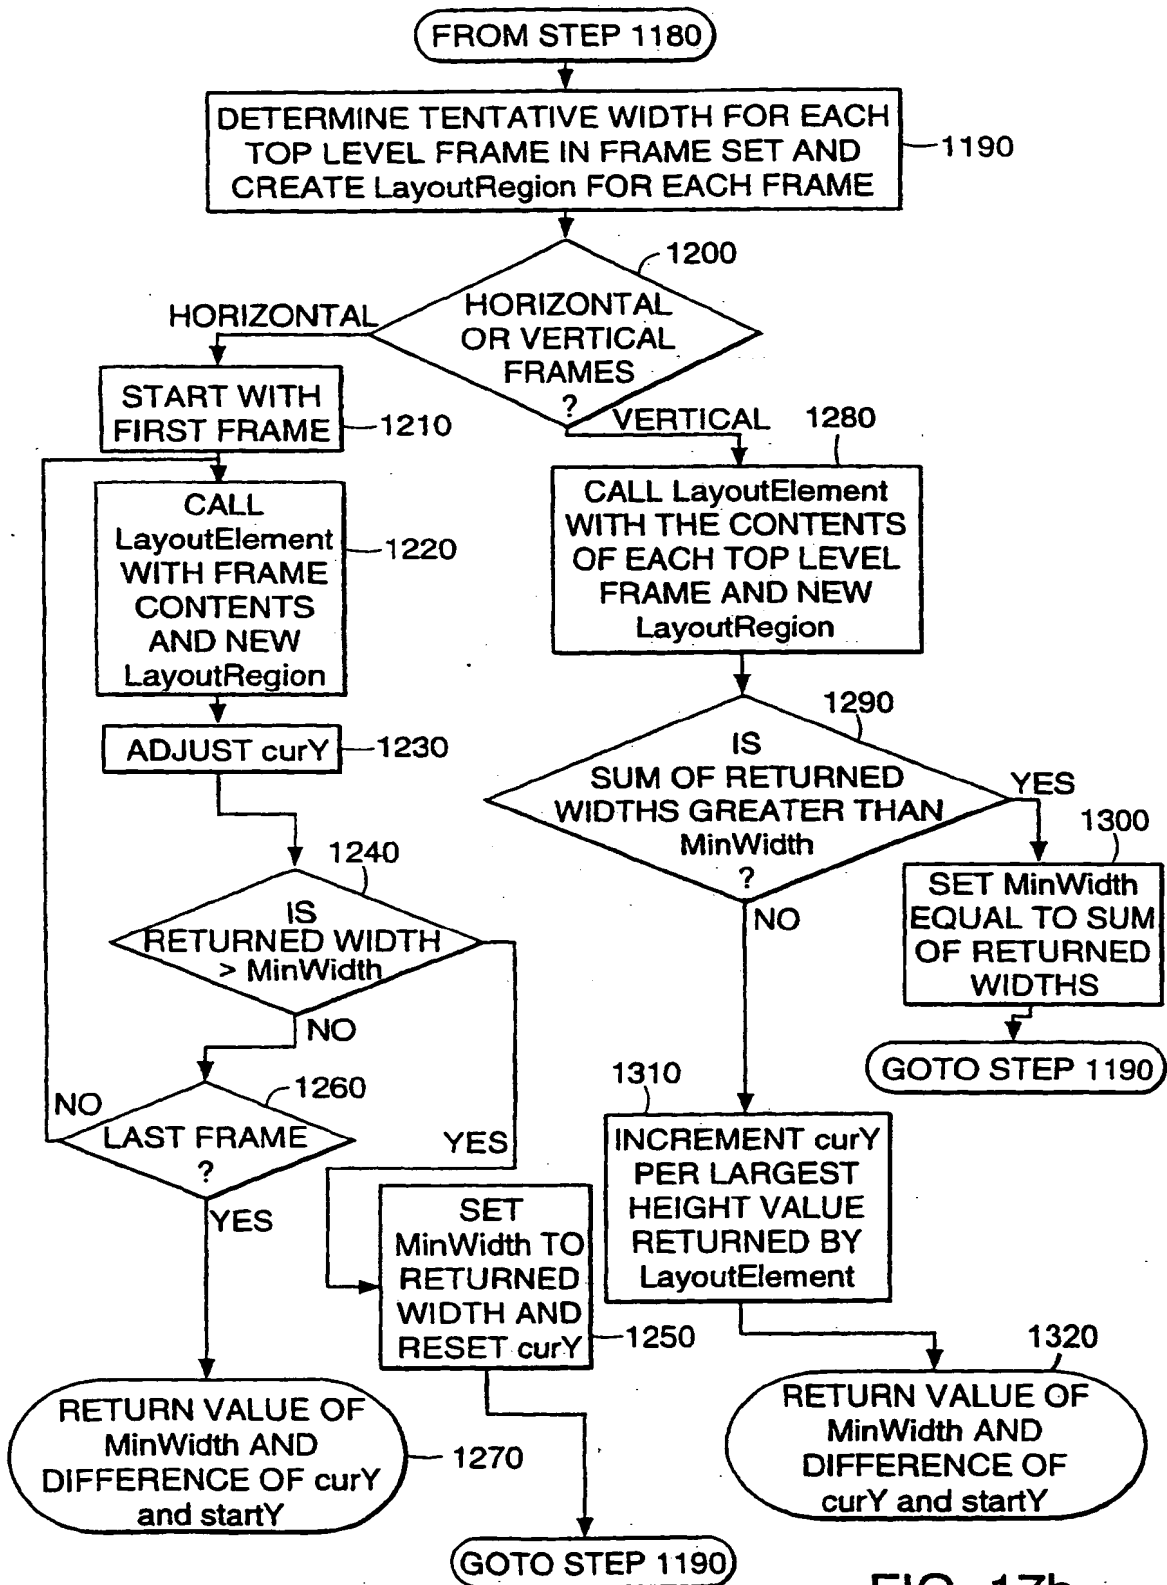 FROM STEP 1180
DETERMINE TENTATIVE WIDTH FOR EACH
TOP LEVEL FRAME IN FRAME SET AND
CREATE LayoutRegion FOR EACH FRAME
1190
1200
HORIZONTAL
OR VERTICAL
FRAMES
?
HORIZONTAL
START WITH
FIRST FRAME
1210
VERTICAL
1280
CALL
LayoutElement
WITH FRAME
CONTENTS
AND NEW
LayoutRegion
1220
CALL LayoutElement
WITH THE CONTENTS
OF EACH TOP LEVEL
FRAME AND NEW
LayoutRegion
ADJUST curY
1230
1290
IS
SUM OF RETURNED
WIDTHS GREATER THAN
MinWidth
?
YES
1300
SET MinWidth
EQUAL TO SUM
OF RETURNED
WIDTHS
GOTO STEP 1190
NO
1240
IS
RETURNED WIDTH
> MinWidth
NO
YES
1260
LAST FRAME
?
NO
YES
1310
INCREMENT curY
PER LARGEST
HEIGHT VALUE
RETURNED BY
LayoutElement
SET
MinWidth TO
RETURNED
WIDTH AND
RESET curY
1250
1320
RETURN VALUE OF
MinWidth AND
DIFFERENCE OF
curY and startY
RETURN VALUE OF
MinWidth AND
DIFFERENCE OF curY
and startY
1270
GOTO STEP 1190
FIG. 17b